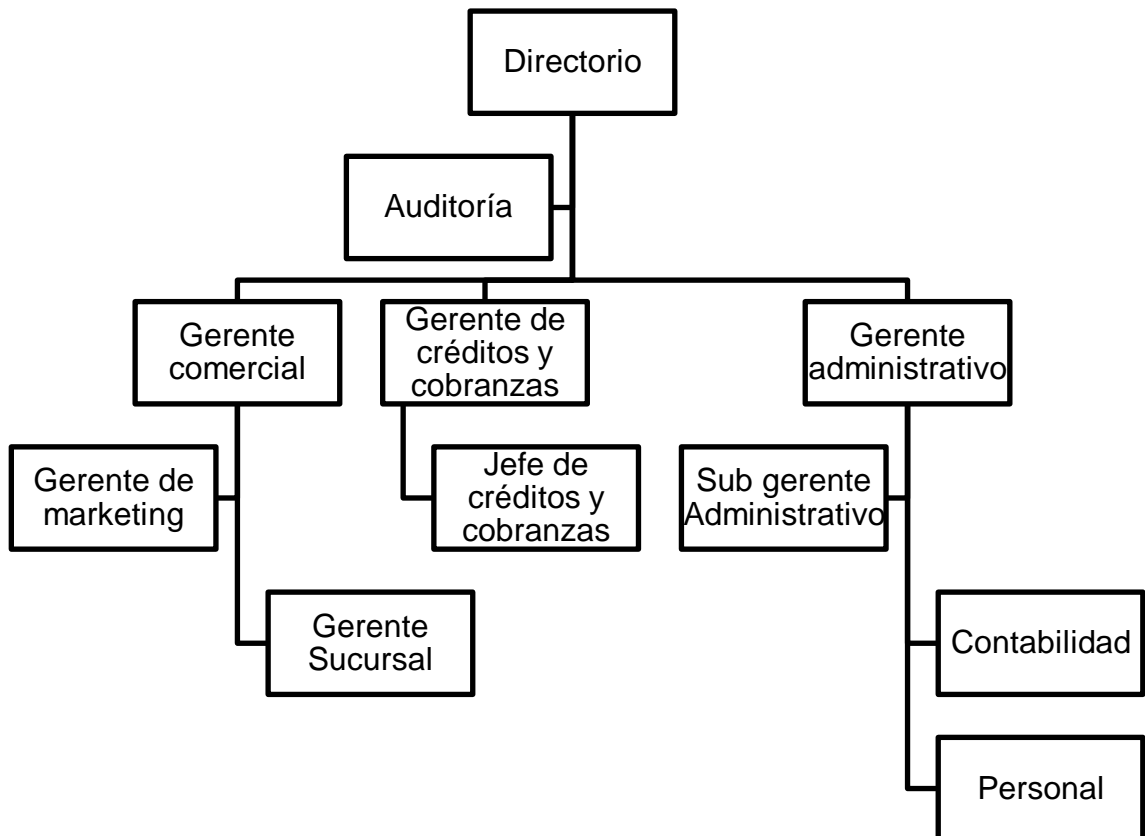 Directorio
Auditoría
Gerente
comercial
Gerente de
créditos y
cobranzas
Gerente
administrativo
Gerente de
marketing
Jefe de
créditos y
cobranzas
Sub gerente
Administrativo
Gerente
Sucursal
Contabilidad
Personal